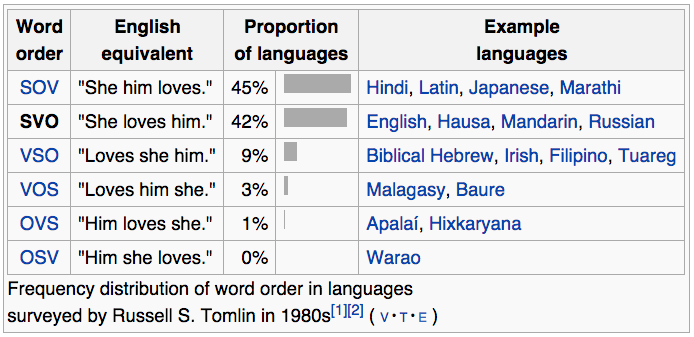 Word order English equivalent Proportion of languages Example languages
SOV "She him loves." 45% Hindi, Latin, Japanese, Marathi
SVO "She loves him." 42% English, Hausa, Mandarin, Russian
VSO "Loves she him." 9% Biblical Hebrew, Irish, Filipino, Tuareg
VOS "Loves him she." 3% Malagasy, Baure
OVS "Him loves she." 1% Apalaí, Hixkaryana
OSV "Him she loves." 0% Warao
Frequency distribution of word order in languages
surveyed by Russell S. Tomlin in 1980s[1][2] ( V · T · E )